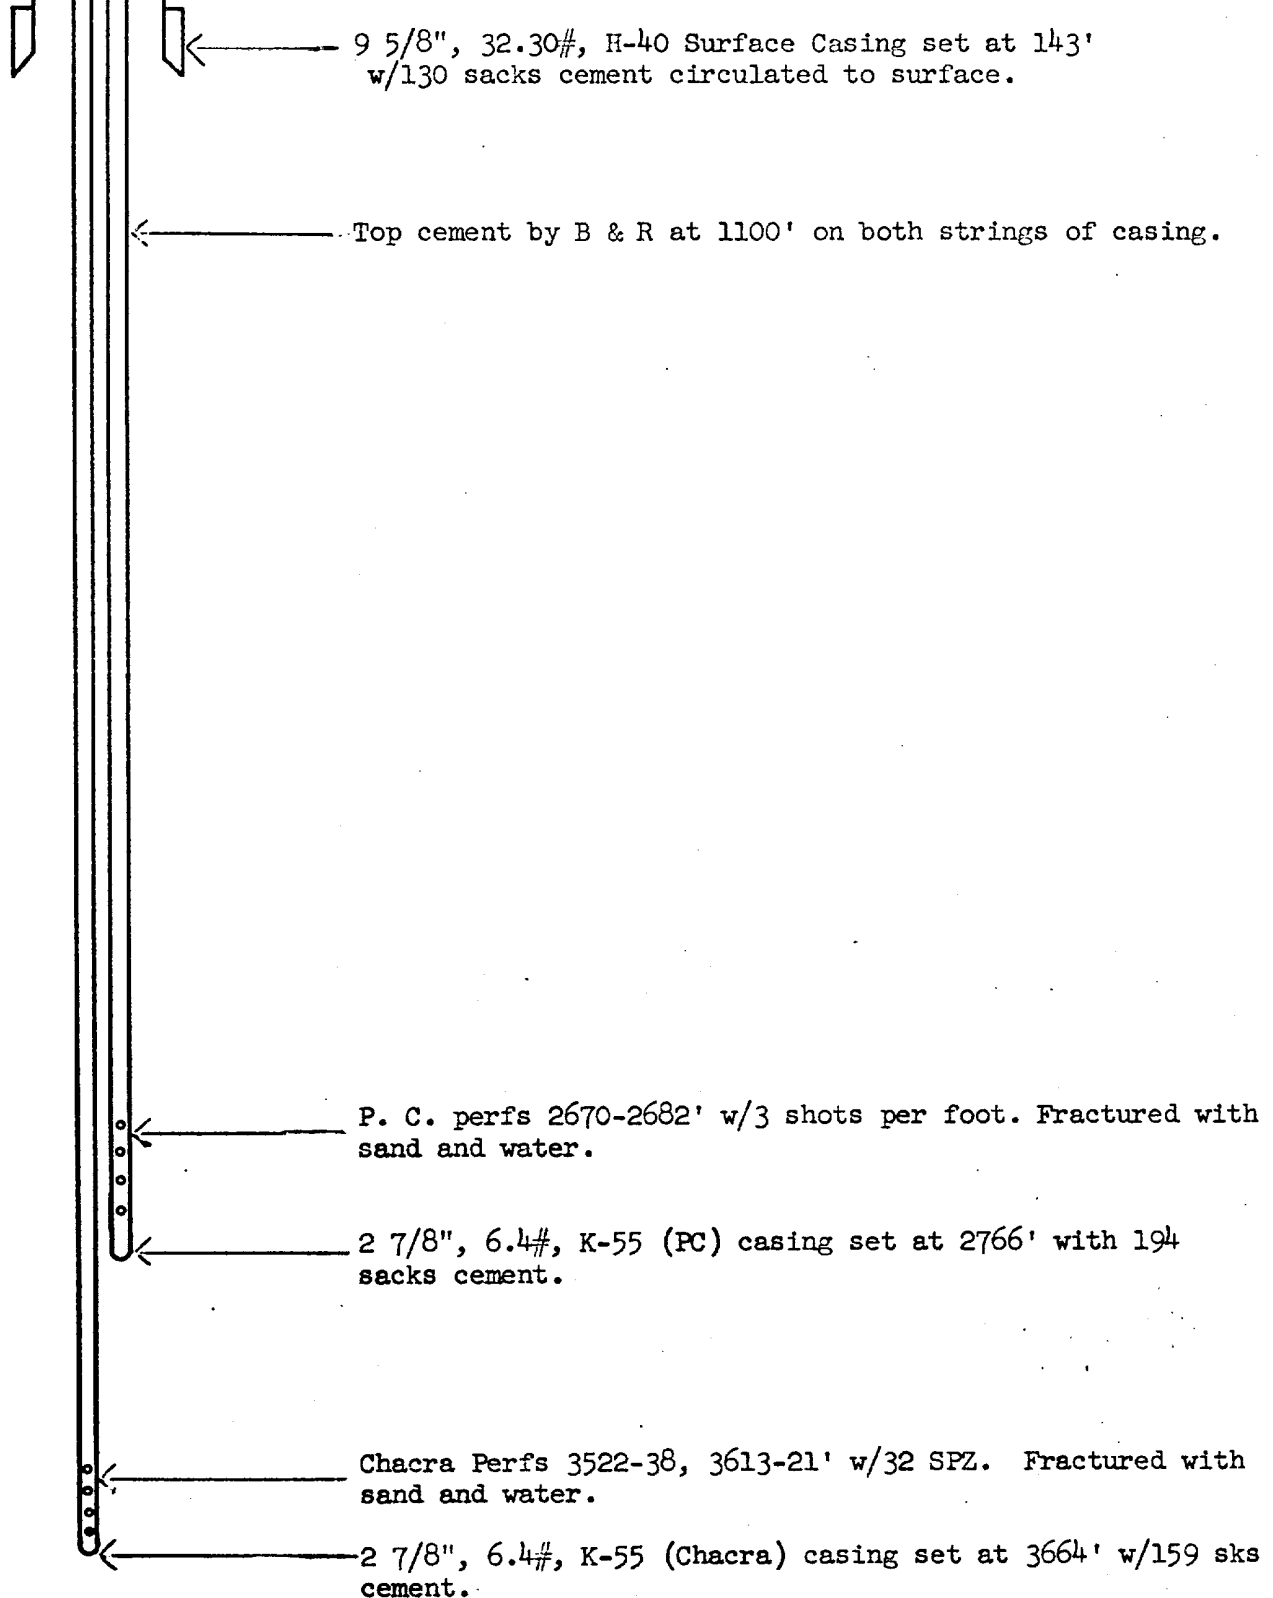 9 5/8", 32.30#, H-40 Surface Casing set at 143'
w/130 sacks cement circulated to surface.
Top cement by B & R at 1100' on both strings of casing.
P. C. perfs 2670-2682' w/3 shots per foot. Fractured with
sand and water.
2 7/8", 6.4#, K-55 (PC) casing set at 2766' with 194
sacks cement.
Chacra Perfs 3522-38, 3613-21' w/32 SPZ. Fractured with
sand and water.
2 7/8", 6.4#, K-55 (Chacra) casing set at 3664' w/159 sks
cement.